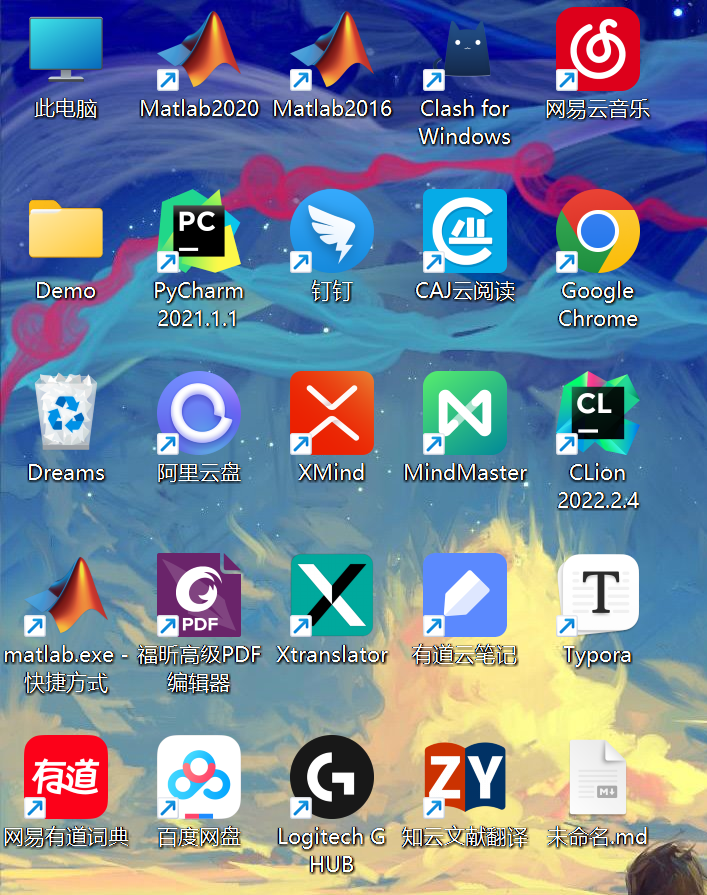 此电脑
Matlab2020
Matlab2016
Clash for
Windows
网易云音乐
Demo
PC
PyCharm
2021.1.1
钉钉
CAJ云阅读
Google
Chrome
Dreams
阿里云盘
XMind
MindMaster
CL
CLion
2022.2.4
matlab.exe -
快捷方式
PDF
福昕高级PDF
编辑器
Xtranslator
有道云笔记
T
Typora
有道
网易有道词典
百度网盘
G
Logitech G
HUB
ZY
知云文献翻译
M
未命名.md